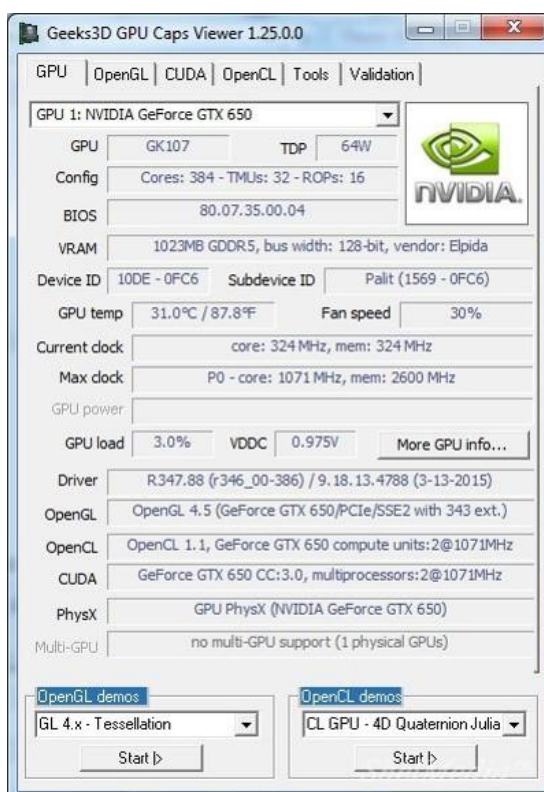 Geeks3D GPU Caps Viewer 1.25.0.0
GPU OpenGL CUDA OpenCL Tools Validation
GPU 1: NVIDIA GeForce GTX 650
NVIDIA.
GPU GK107 TDP 64W
Config Cores: 384 - TMUs: 32 - ROPs: 16
BIOS 80.07.35.00.04
VRAM 1023MB GDDR5, bus width: 128-bit, vendor: Elpida
Device ID 10DE - 0FC6 Subdevice ID Palit (1569 - 0FC6)
GPU temp 31.0°C / 87.8°F Fan speed 30%
Current clock core: 324 MHz, mem: 324 MHz
Max clock P0 - core: 1071 MHz, mem: 2600 MHz
GPU power
GPU load 3.0% VDDC 0.975V More GPU info...
Driver R347.88 (r346_00-386) / 9.18.13.4788 (3-13-2015)
OpenGL OpenGL 4.5 (GeForce GTX 650/PCIe/SSE2 with 343 ext.)
OpenCL OpenCL 1.1, GeForce GTX 650 compute units:2@1071MHz
CUDA GeForce GTX 650 CC:3.0, multiprocessors:2@1071MHz
PhysX GPU PhysX (NVIDIA GeForce GTX 650)
Multi-GPU no multi-GPU support (1 physical GPUs)
OpenGL demos OpenCL demos
GL 4.x - Tessellation CL GPU - 4D Quaternion Julia
Start Start